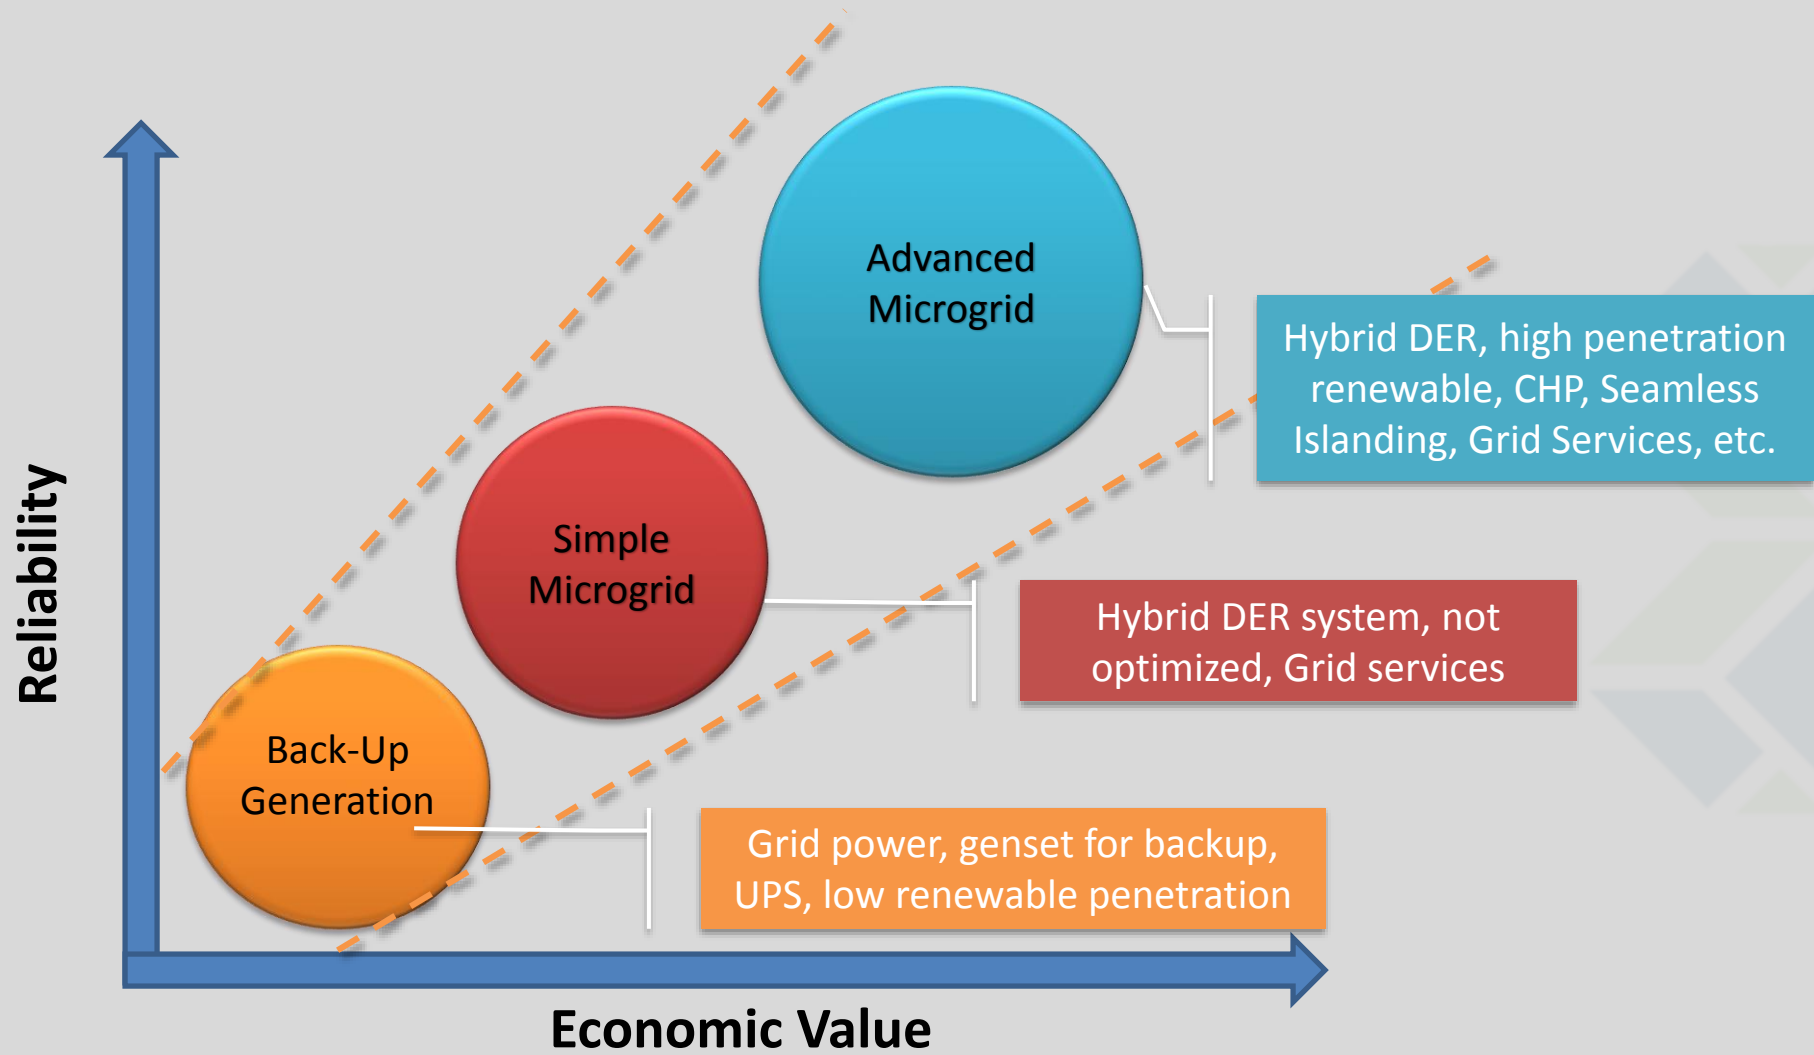 Advanced
Microgrid
Hybrid DER, high penetration
renewable, CHP, Seamless
Islanding, Grid Services, etc.
Simple
Microgrid
Hybrid DER system, not
optimized, Grid services
Back-Up
Generation
Grid power, genset for backup,
UPS, low renewable penetration
Reliability
Economic Value